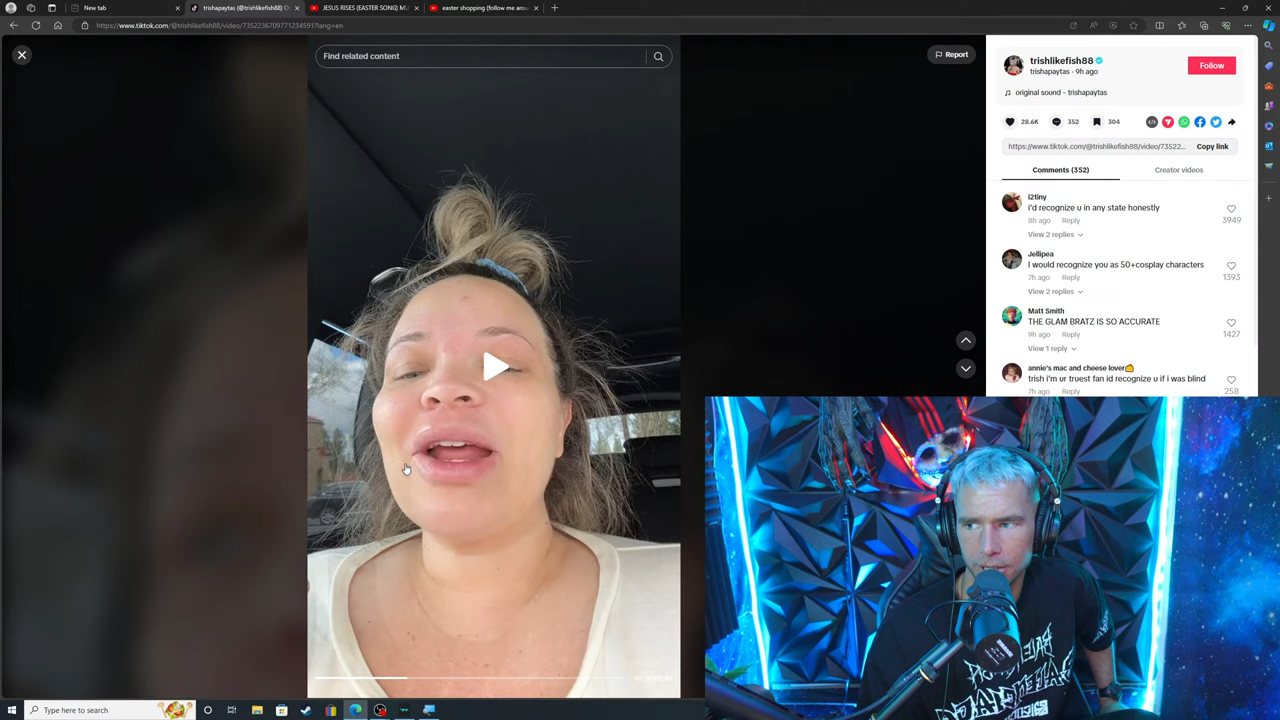 New tab
trishapaytas (@trishlikefish88)
JESUS RISES (EASTER SONG)
easter shopping (follow me
https://www.tiktok.com/@trishlikefish88/video/7352236709771234591?lang=en
Find related content
Report
trishlikefish88
trishapaytas · 9h ago
Follow
original sound - trishapaytas
28.6K
352
304
https://www.tiktok.com/@trishlikefish88/video/73522...
Copy link
Comments (352)
Creator videos
i2tiny
i'd recognize u in any state honestly
8h ago
Reply
3949
View 2 replies
Jellipea
I would recognize you as 50+cosplay characters
7h ago
Reply
1393
View 2 replies
Matt Smith
THE GLAM BRATZ IS SO ACCURATE
9h ago
Reply
1427
View 1 reply
annie's mac and cheese lover
trish i'm ur truest fan id recognize u if i was blind
7h ago
Reply
258
Type here to search